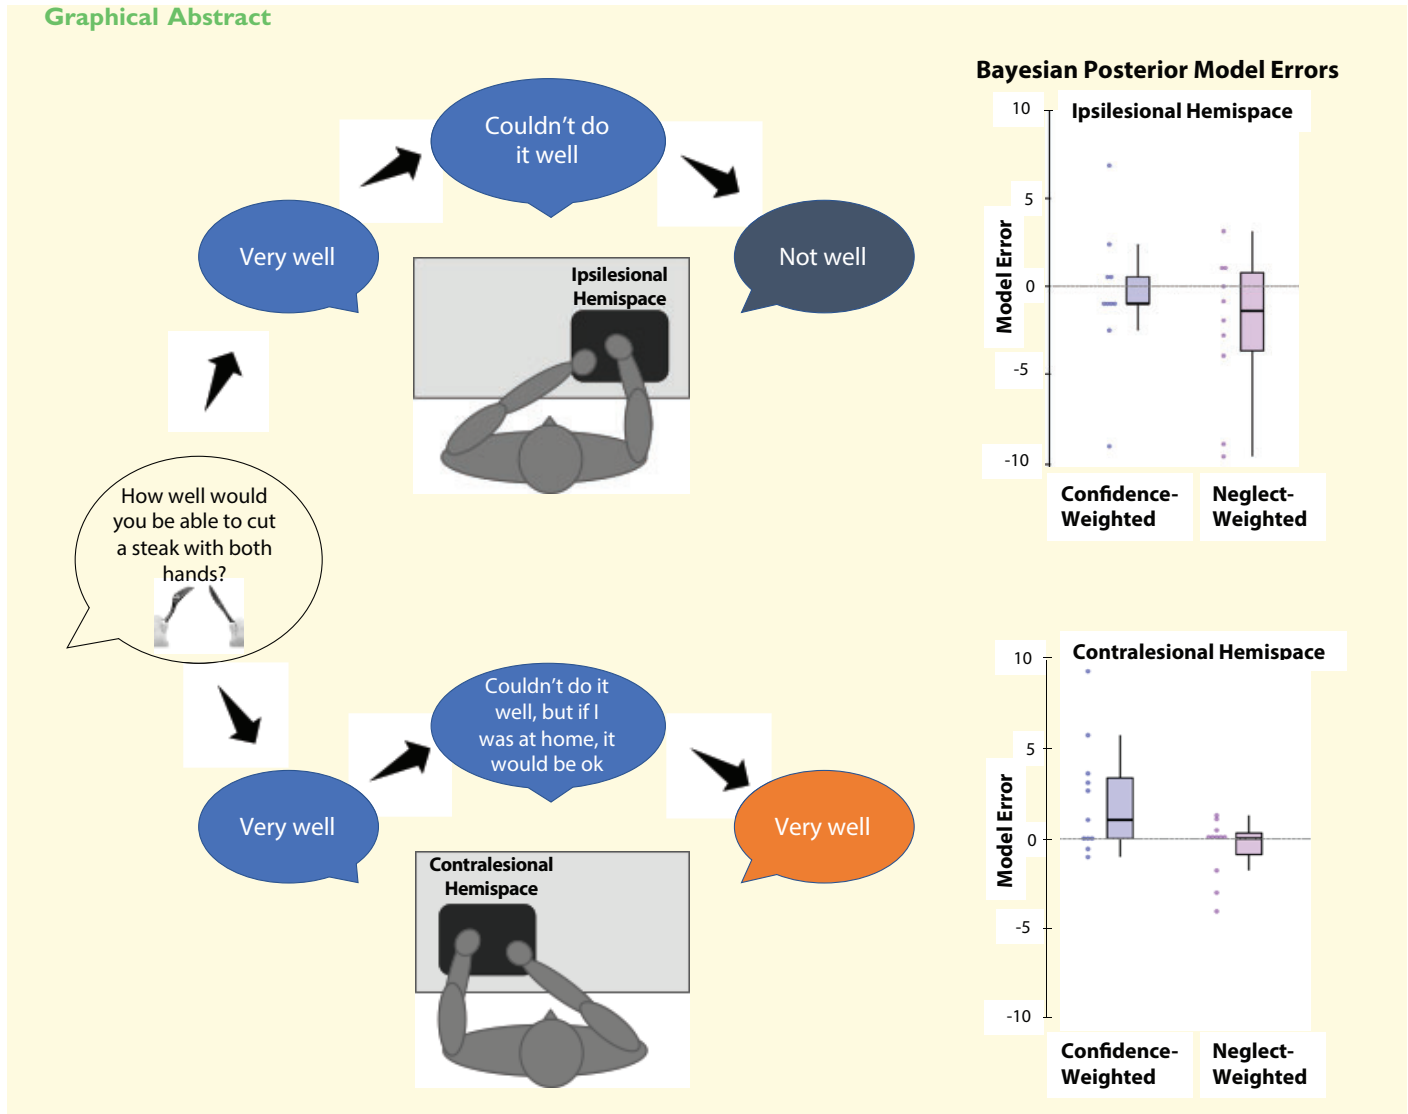 Graphical Abstract
Couldn't do
it well
Very well
Not well
Ipsilesional
Hemispace
How well would
you be able to cut
a steak with both
hands?
Couldn't do it
well, but if I
was at home, it
would be ok
Very well
Very well
Contralesional
Hemispace
Bayesian Posterior Model Errors
Ipsilesional Hemispace
10
5
0
-5
-10
Model Error
Confidence-
Weighted
Neglect-
Weighted
Contralesional Hemispace
10
5
0
-5
-10
Model Error
Confidence-
Weighted
Neglect-
Weighted